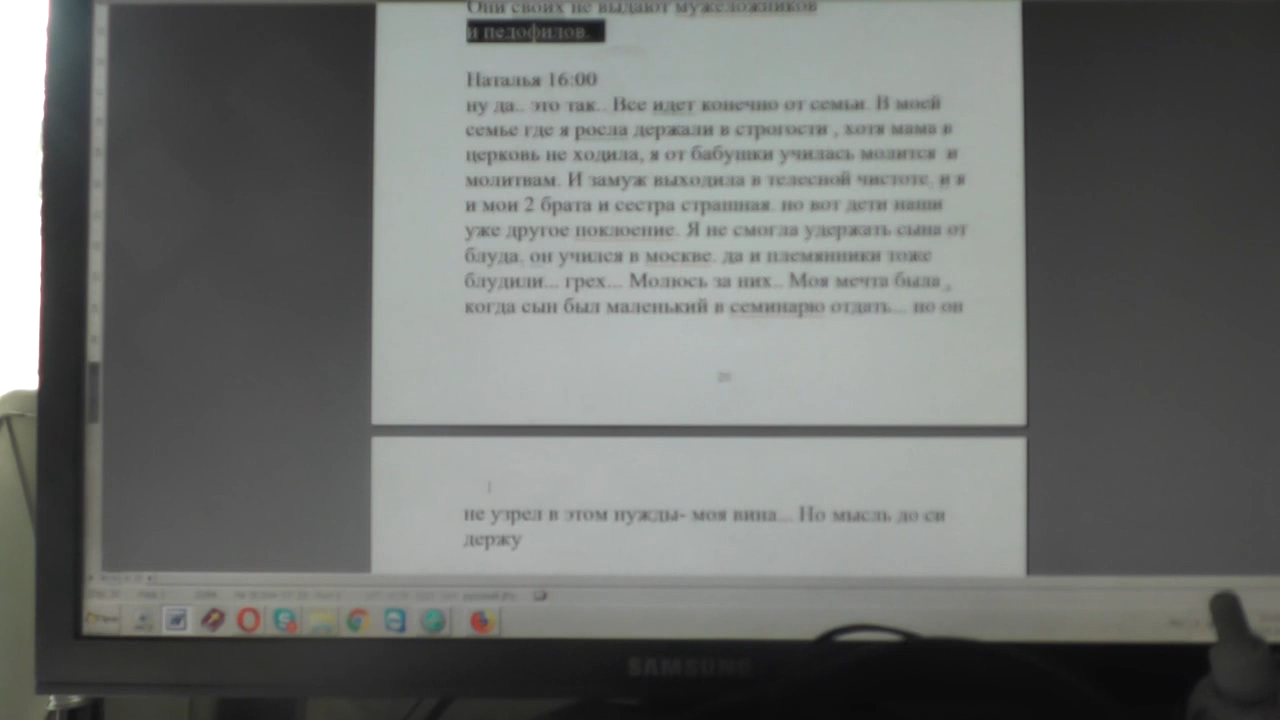 Они своих не выдают мужеложников
и педофилов.
Наталья 16:00
ну да.. это так.. Все идет конечно от семьи. В моей
семье где я росла держали в строгости , хотя мама в
церковь не ходила, я от бабушки училась молится и
молитвам. И замуж выходила в телесной чистоте, и я
и мои 2 брата и сестра страшная. но вот дети наши
уже другое поклоение. Я не смогла удержать сына от
блуда, он учился в москве. да и племянники тоже
блудили... грех... Молюсь за них.. Моя мечта была ,
когда сын был маленький в семинарю отдать... но он
не узрел в этом нужды- моя вина... Но мысль до си
держу
SAMSUNG